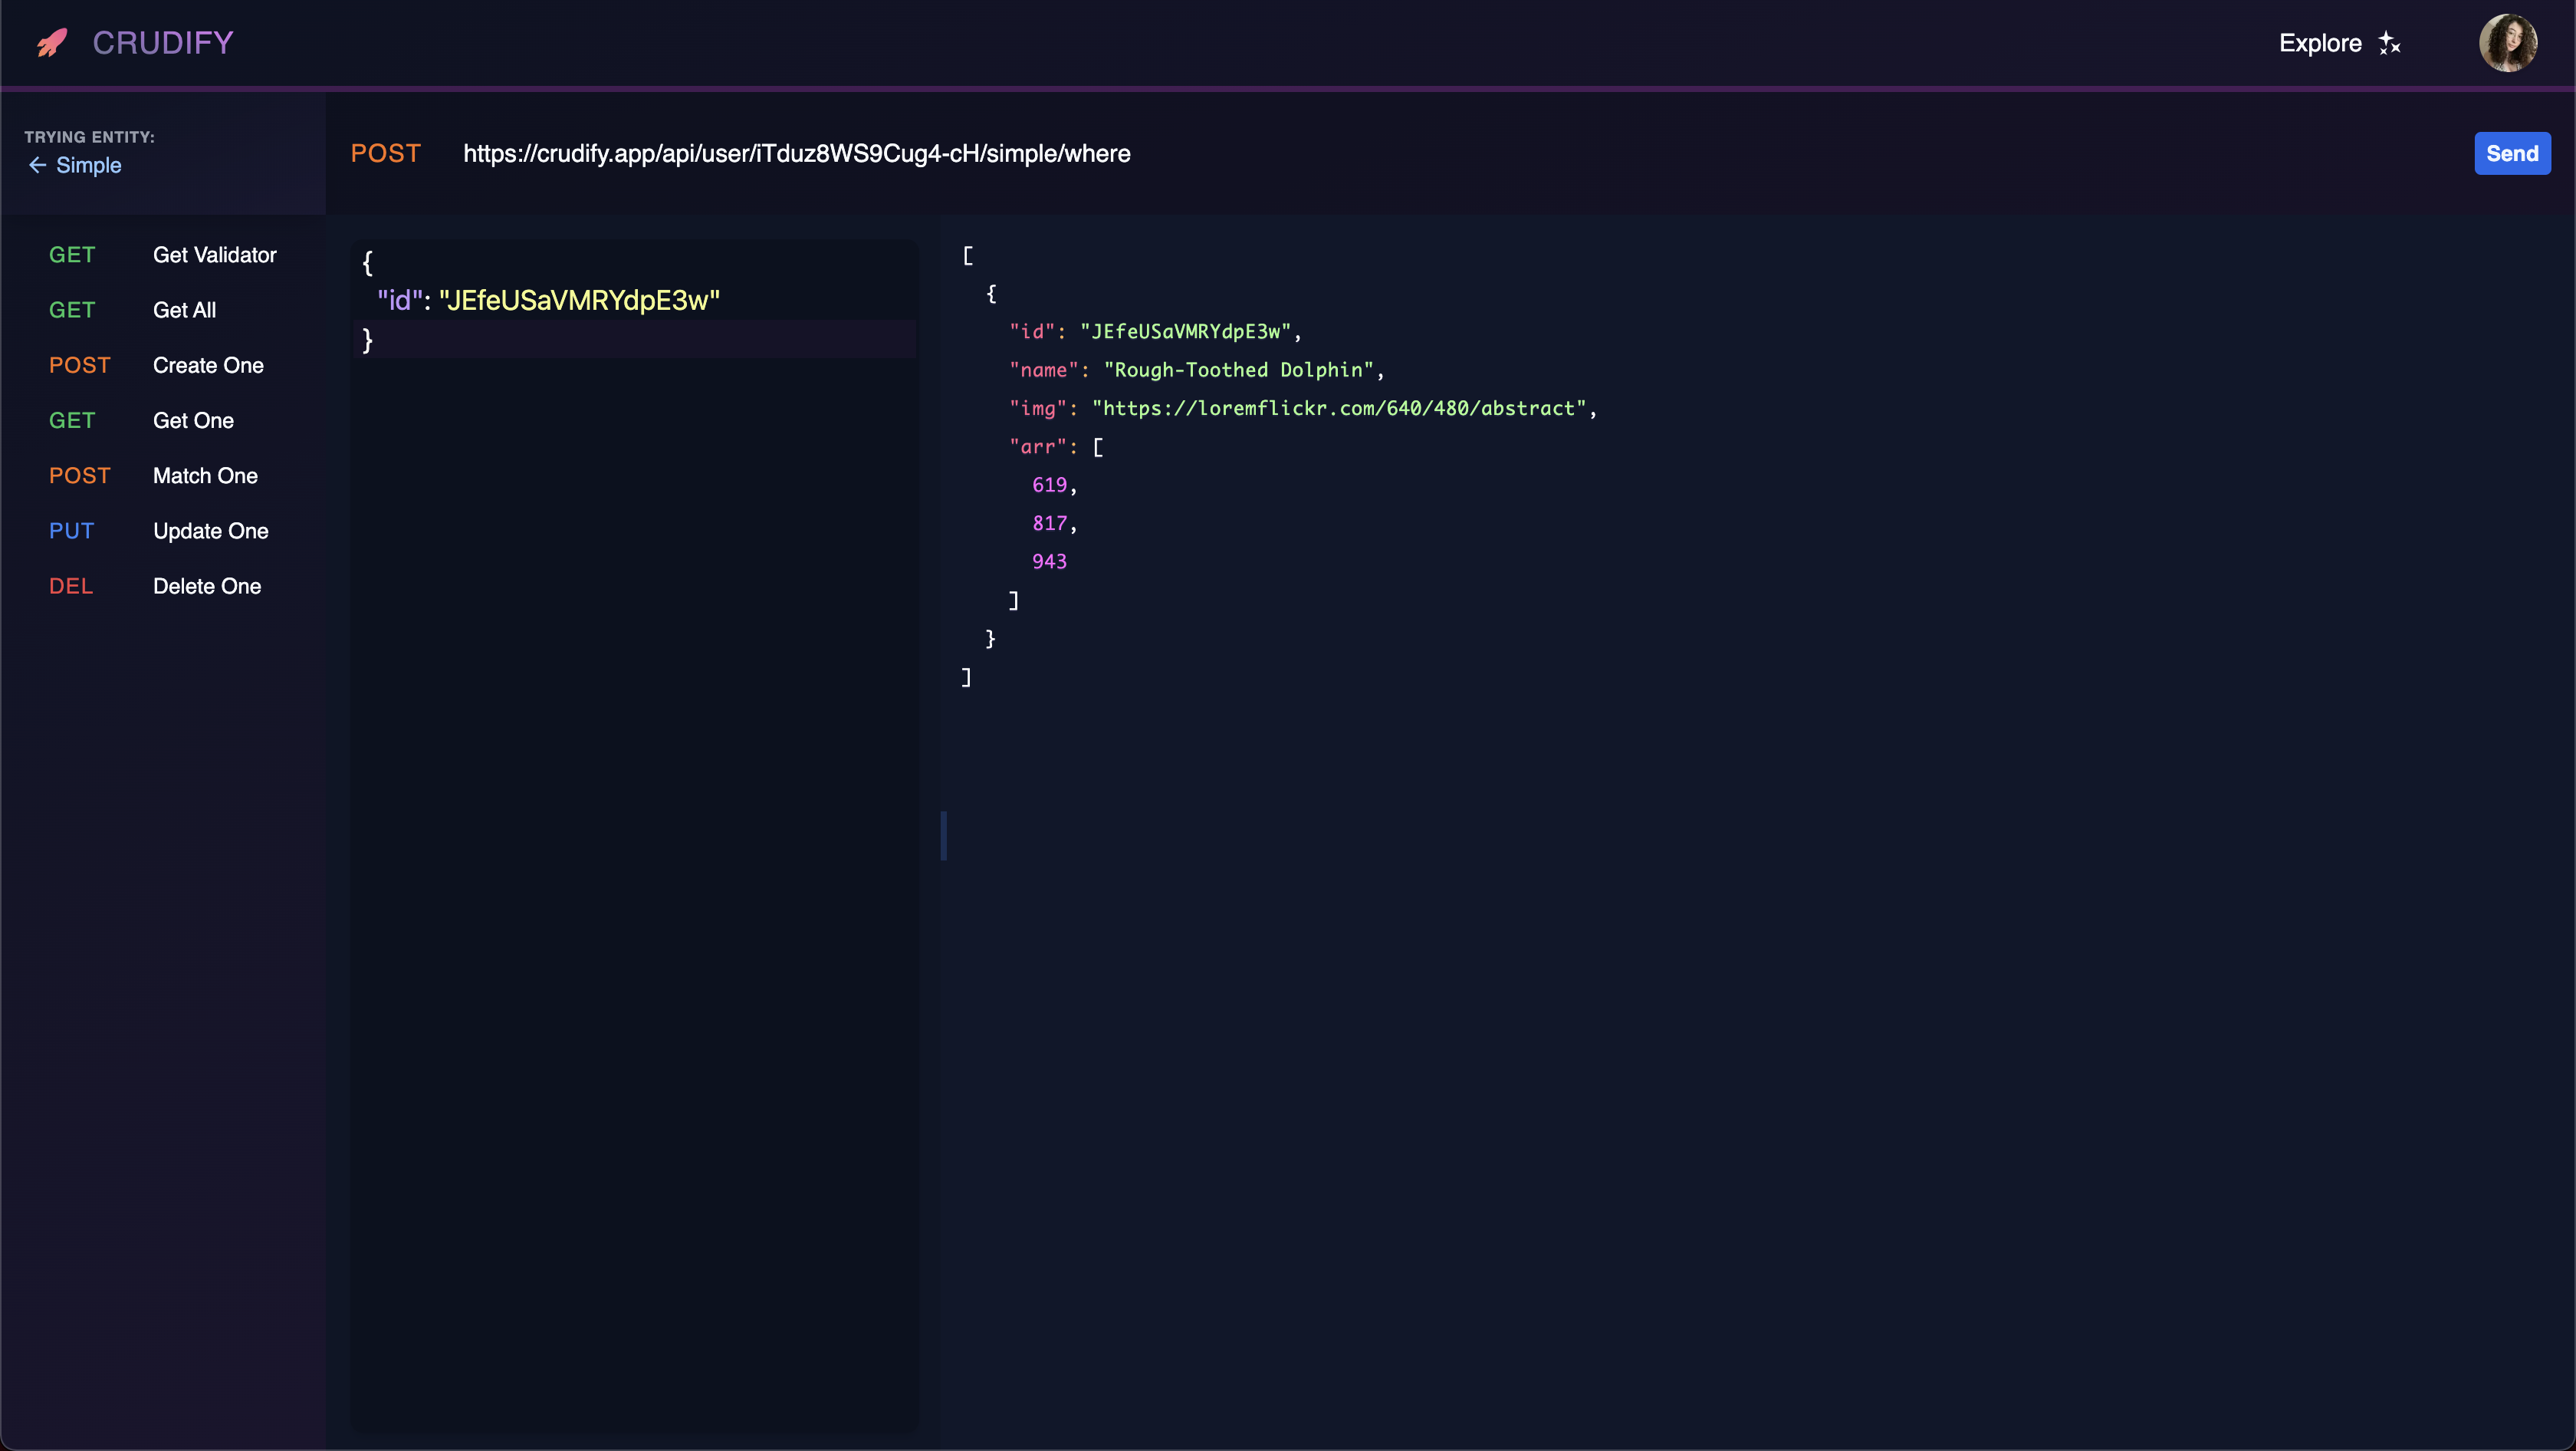 CRUDIFY
Explore
TRYING ENTITY:
← Simple
POST https://crudify.app/api/user/iTduz8WS9Cug4-cH/simple/where
Send
GET Get Validator
GET Get All
POST Create One
GET Get One
POST Match One
PUT Update One
DEL Delete One
{
"id": "JEfeUSaVMRYdpE3w"
}
[
{
"id": "JEfeUSaVMRYdpE3w",
"name": "Rough-Toothed Dolphin",
"img": "https://loremflickr.com/640/480/abstract",
"arr": [
619,
817,
943
]
}
]